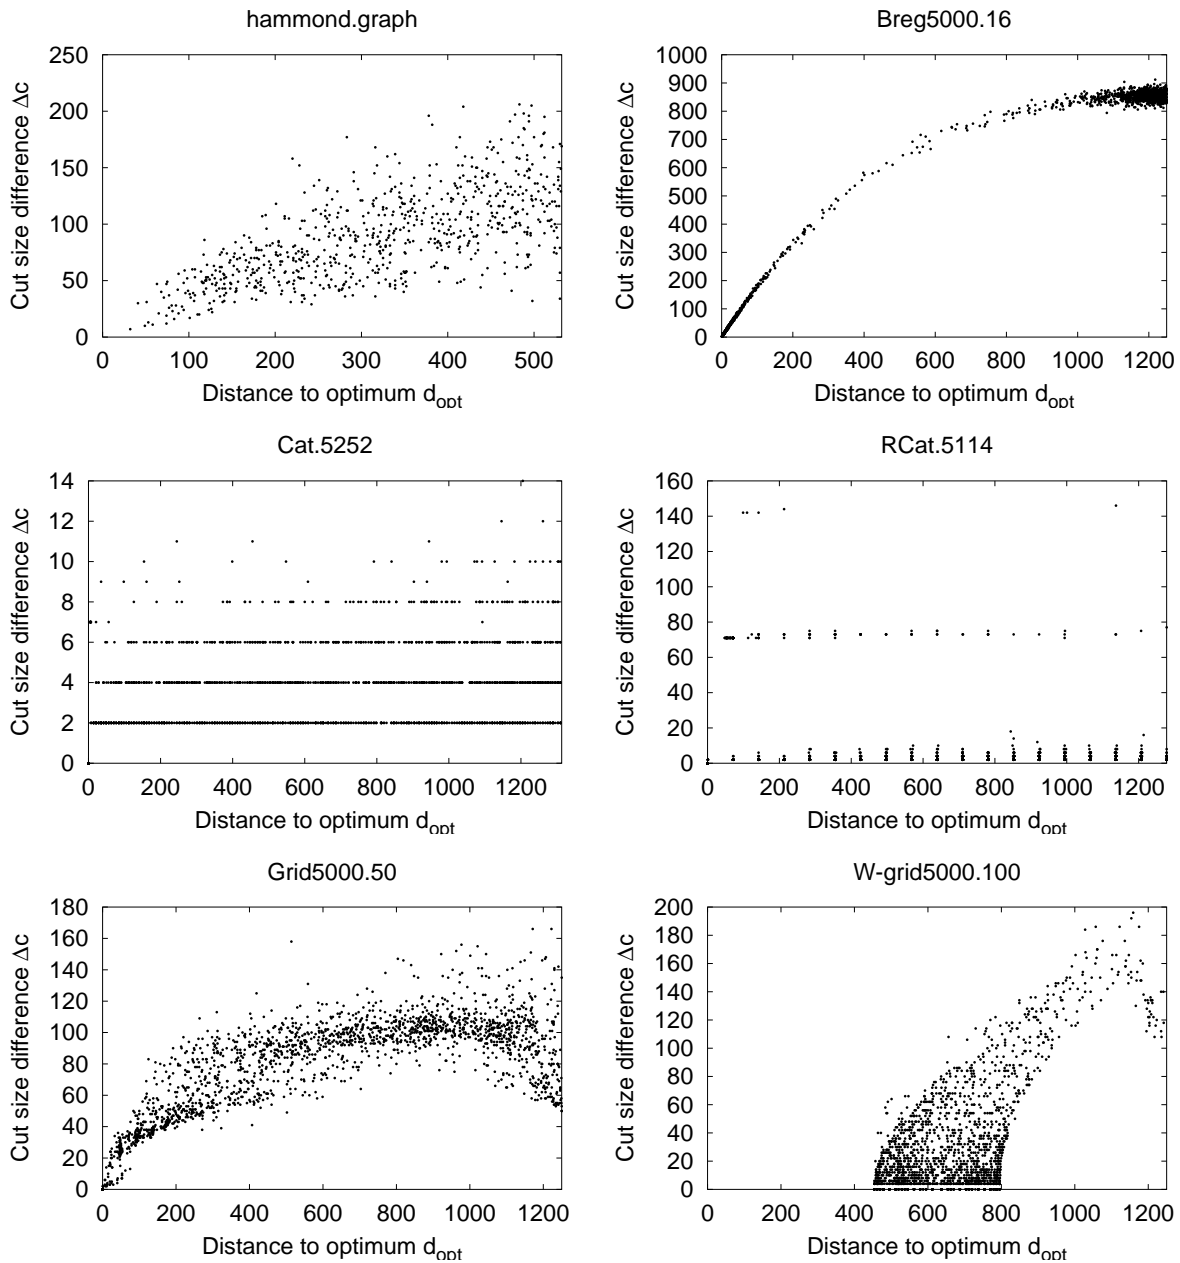 hammond.graph
Cut size difference Δc
250
200
150
100
50
0
0 100 200 300 400 500
Distance to optimum dopt
Breg5000.16
Cut size difference Δc
1000
900
800
700
600
500
400
300
200
100
0
0 200 400 600 800 1000 1200
Distance to optimum dopt
Cat.5252
Cut size difference Δc
14
12
10
8
6
4
2
0
0 200 400 600 800 1000 1200
Distance to optimum dopt
RCat.5114
Cut size difference Δc
160
140
120
100
80
60
40
20
0
0 200 400 600 800 1000 1200
Distance to optimum dopt
Grid5000.50
Cut size difference Δc
180
160
140
120
100
80
60
40
20
0
0 200 400 600 800 1000 1200
Distance to optimum dopt
W-grid5000.100
Cut size difference Δc
200
180
160
140
120
100
80
60
40
20
0
0 200 400 600 800 1000 1200
Distance to optimum dopt